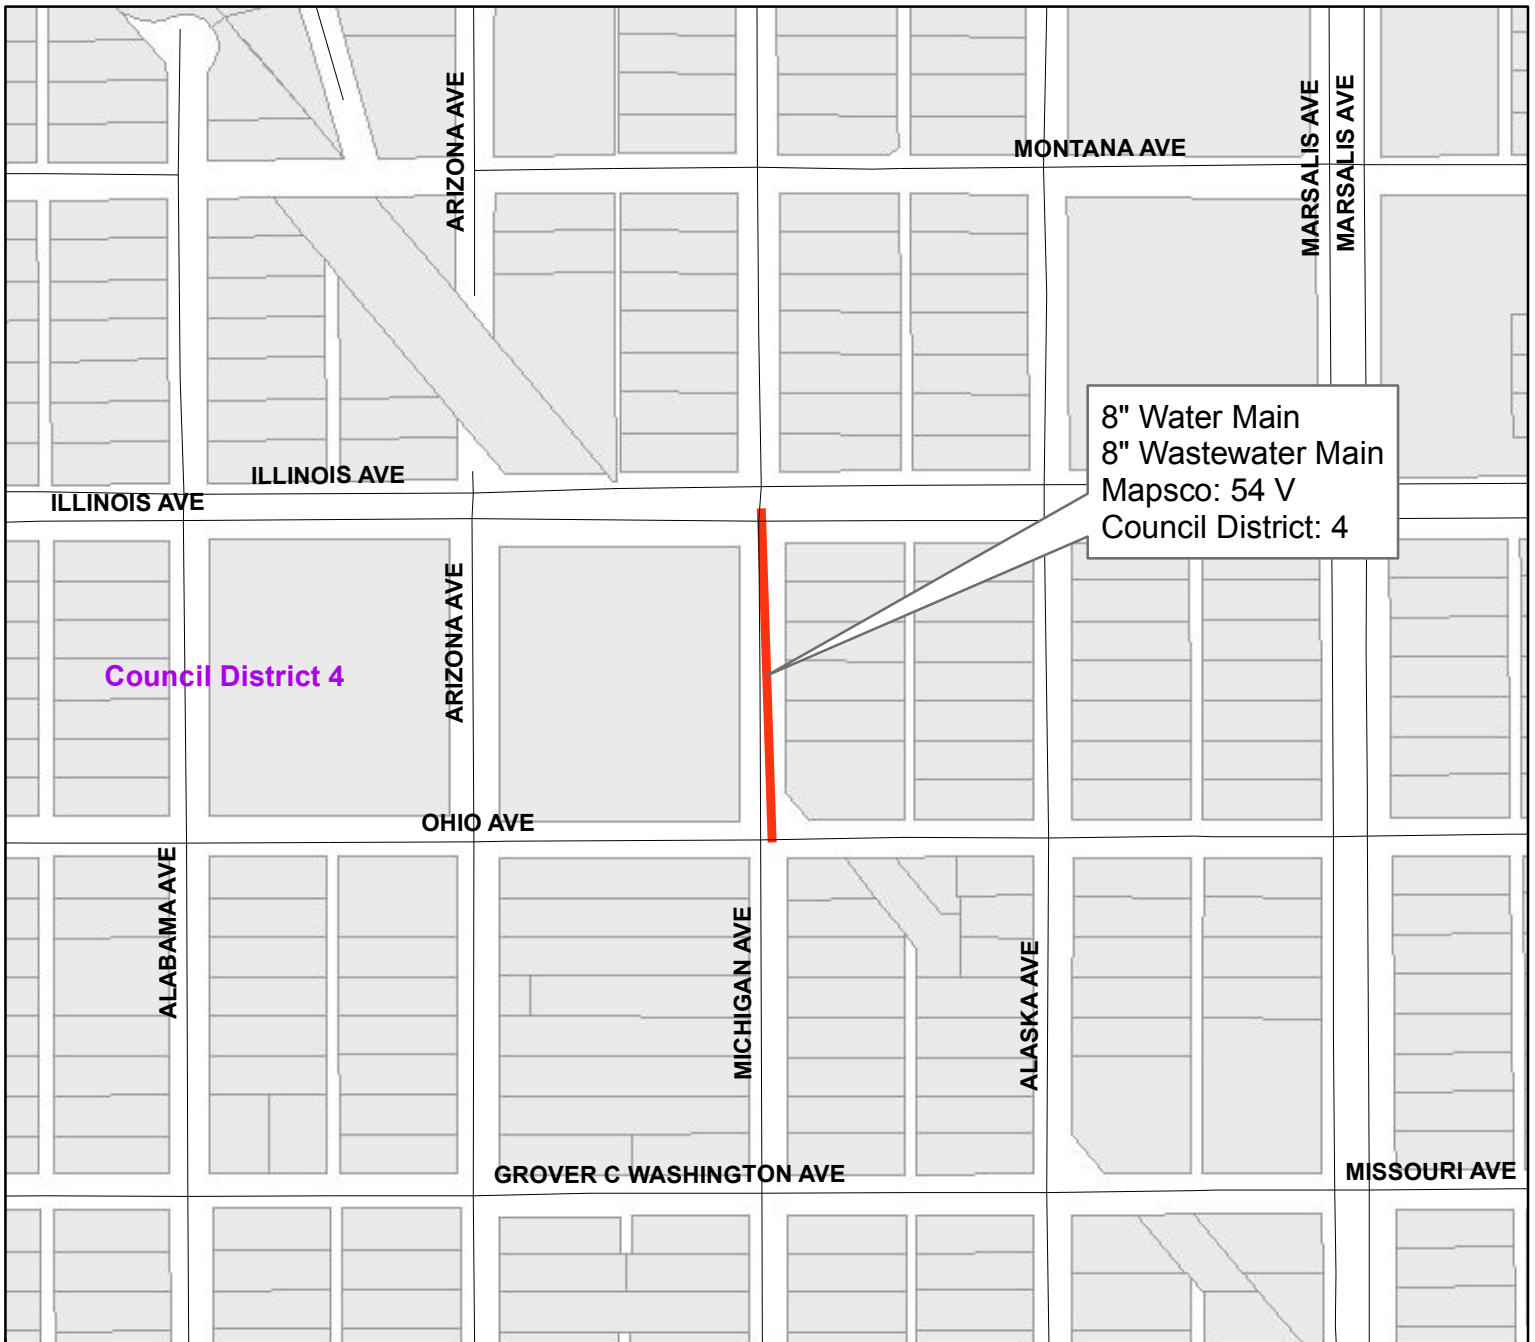 ARIZONA AVE
MONTANA AVE
MARSALIS AVE
MARSALIS AVE
ILLINOIS AVE
ILLINOIS AVE
8" Water Main
8" Wastewater Main
Mapsco: 54 V
Council District: 4
ARIZONA AVE
Council District 4
OHIO AVE
ALABAMA AVE
MICHIGAN AVE
ALASKA AVE
GROVER C WASHINGTON AVE
MISSOURI AVE